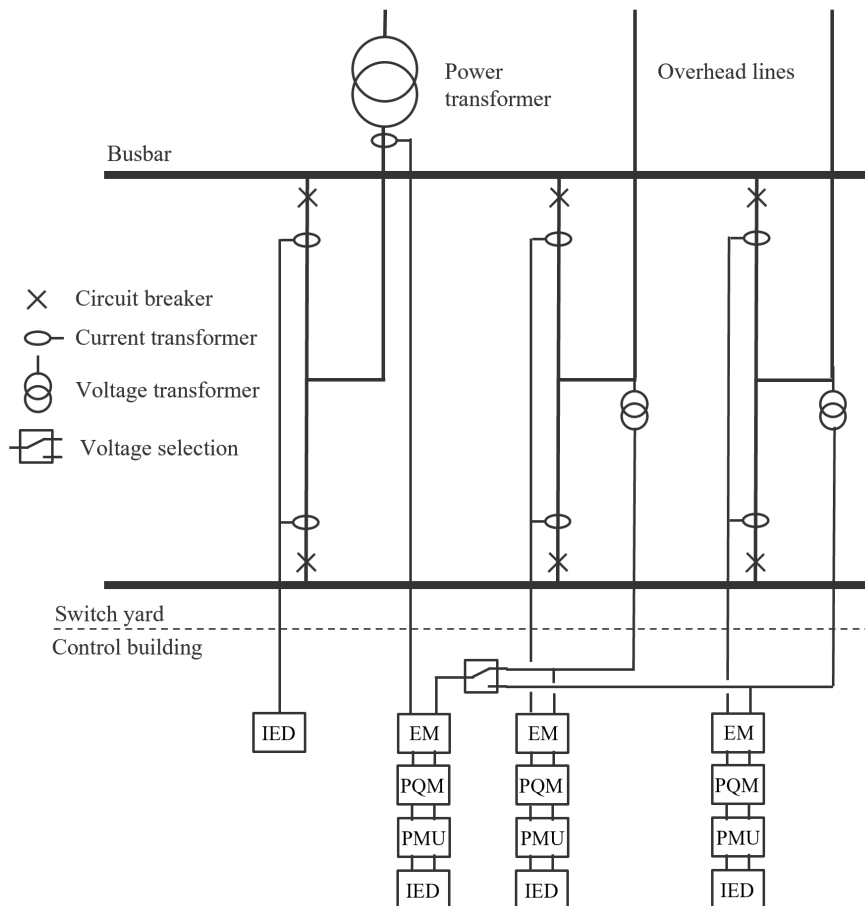 Power
transformer
Overhead lines
Busbar
Circuit breaker
Current transformer
Voltage transformer
Voltage selection
Switch yard
Control building
IED
EM
EM
EM
PQM
PQM
PQM
PMU
PMU
PMU
IED
IED
IED